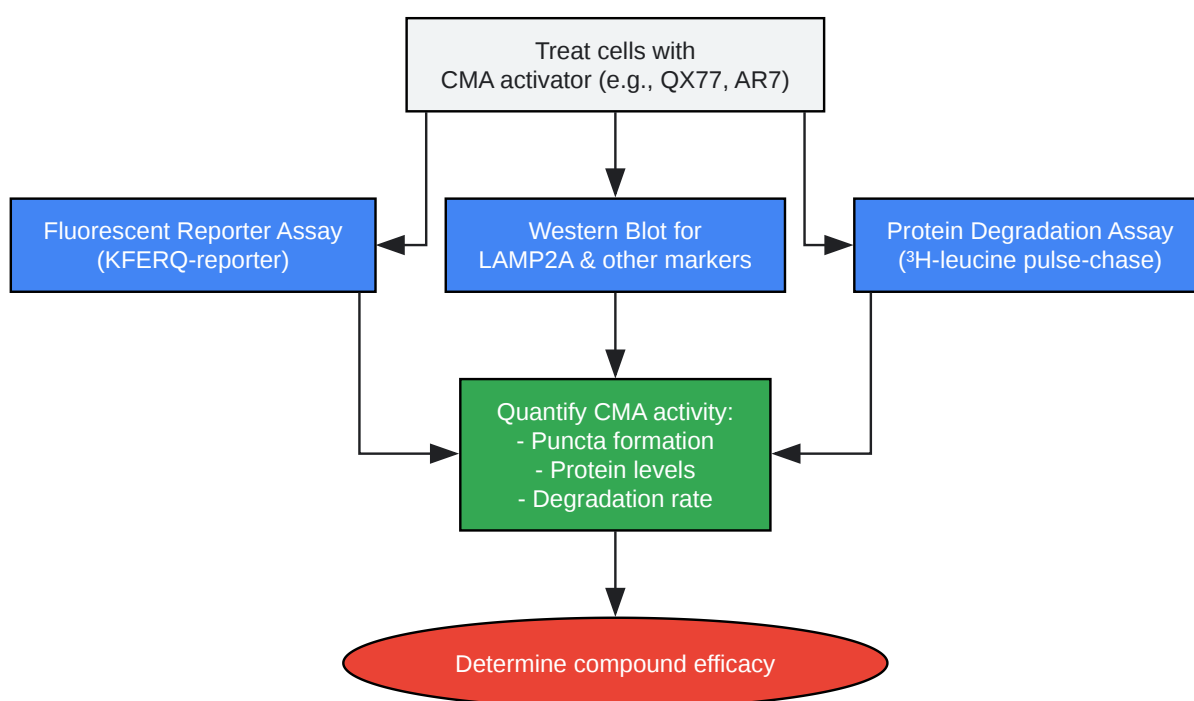 Treat cells with
CMA activator (e.g., QX77, AR7)
Fluorescent Reporter Assay
(KFERQ-reporter)
Western Blot for
LAMP2A & other markers
Protein Degradation Assay
(³H-leucine pulse-chase)
Quantify CMA activity:
- Puncta formation
- Protein levels
- Degradation rate
Determine compound efficacy